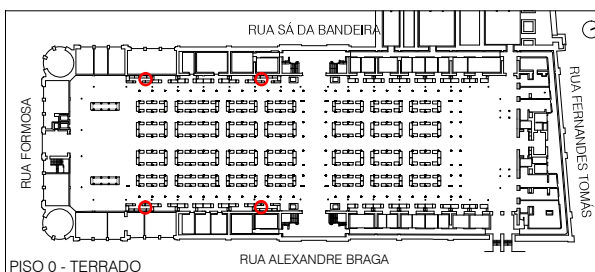 RUA SÁ DA BANDEIRA
RUA FORMOSA
RUA FERNANDES TOMÁS
RUA ALEXANDRE BRAGA
PISO 0 - TERRADO